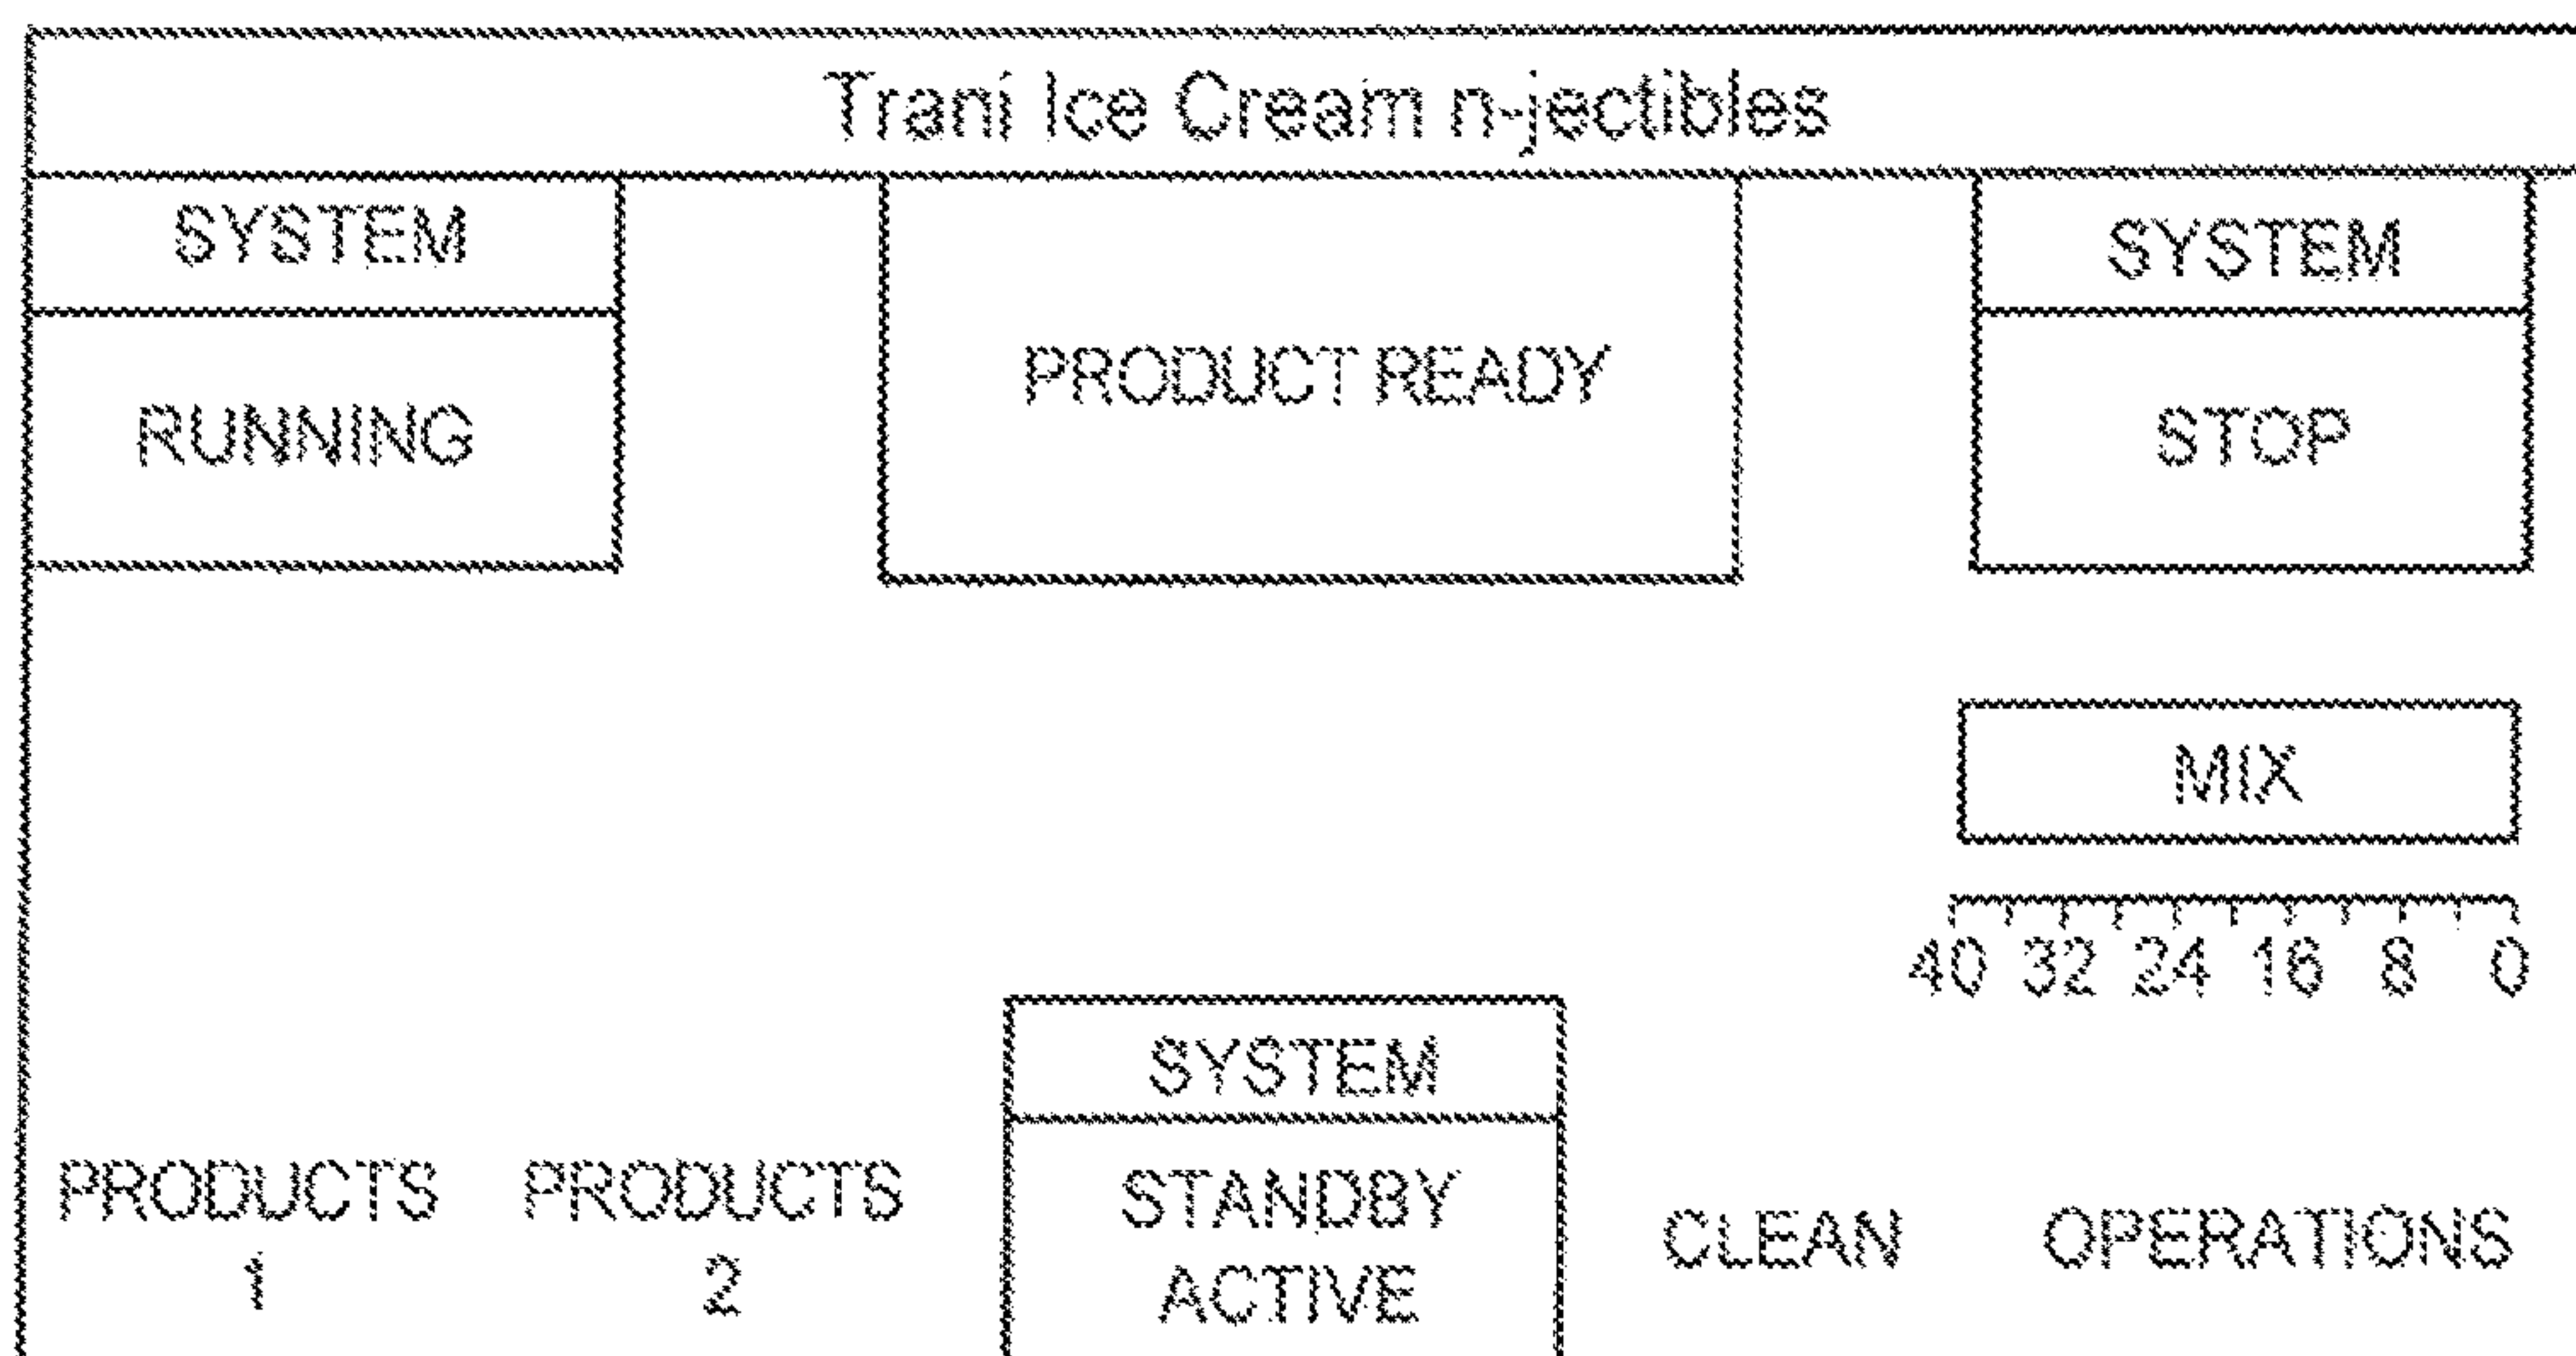 Trani Ice Cream n-jectibles
SYSTEM
RUNNING
PRODUCT READY
SYSTEM
STOP
MIX
40 32 24 16 8 0
SYSTEM
STANDBY
ACTIVE
PRODUCTS
1
PRODUCTS
2
CLEAN
OPERATIONS